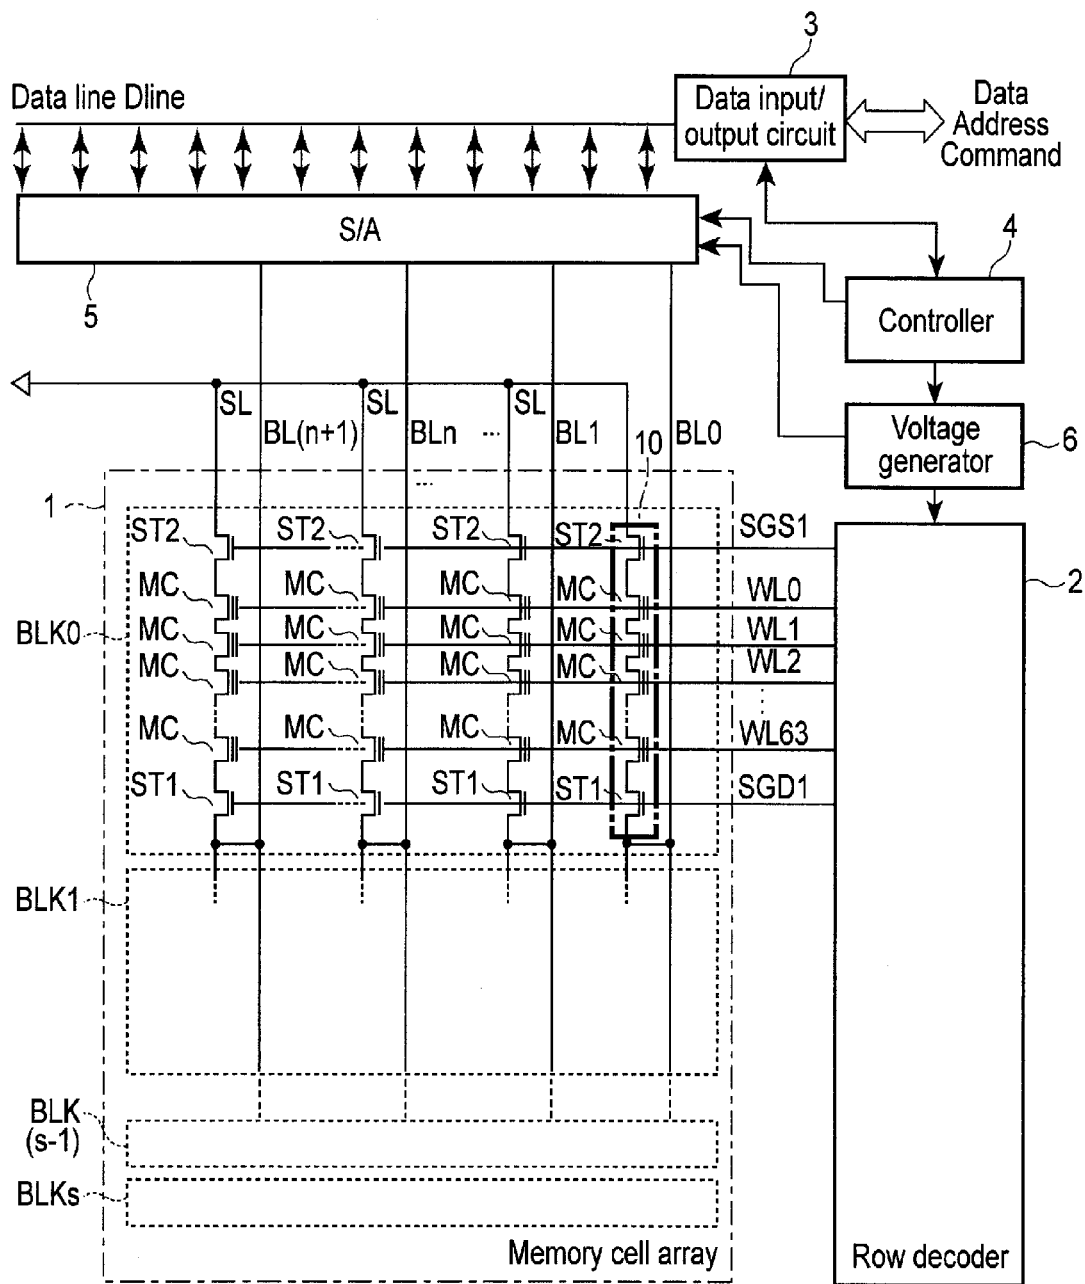 3
Data line Dline
Data input/
output circuit
Data
Address
Command
S/A
5
4
Controller
SL
SL
SL
BL(n+1)
BLn
...
BL1
BL0
10
Voltage
generator
6
1
...
ST2
ST2
ST2
ST2
SGS1
2
MC
MC
MC
MC
WL0
BLK0
MC
MC
MC
MC
WL1
MC
MC
MC
MC
WL2
MC
MC
MC
MC
WL63
ST1
ST1
ST1
ST1
SGD1
BLK1
BLK
(s-1)
BLKs
Memory cell array
Row decoder